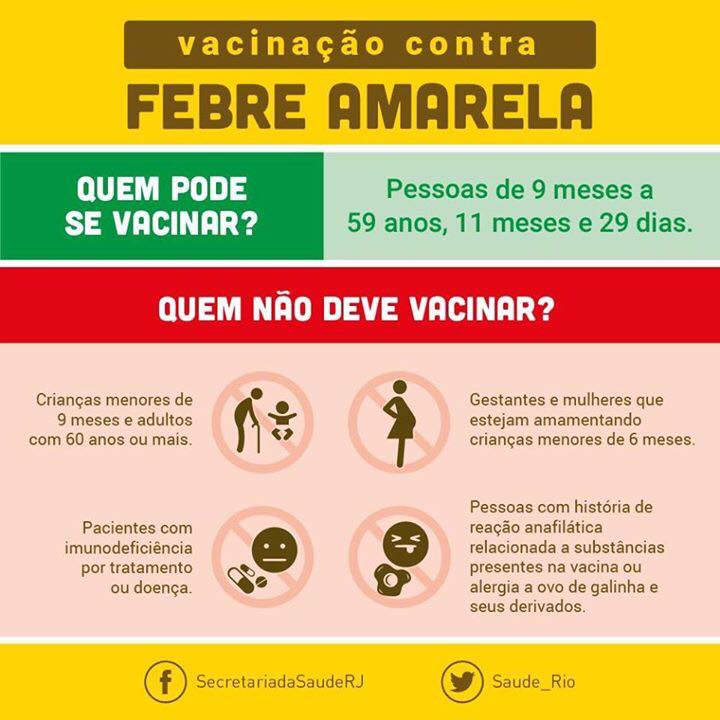 vacinação contra
FEBRE AMARELA
QUEM PODE
SE VACINAR?
Pessoas de 9 meses a
59 anos, 11 meses e 29 dias.
QUEM NÃO DEVE VACINAR?
Crianças menores de
9 meses e adultos
com 60 anos ou mais.
Gestantes e mulheres que
estejam amamentando
crianças menores de 6 meses.
Pacientes com
imunodeficiência
por tratamento
ou doença.
Pessoas com história de
reação anafilática
relacionada a substâncias
presentes na vacina ou
alergia a ovo de galinha e
seus derivados.
SecretariadaSaudeRJ
Saude_Rio